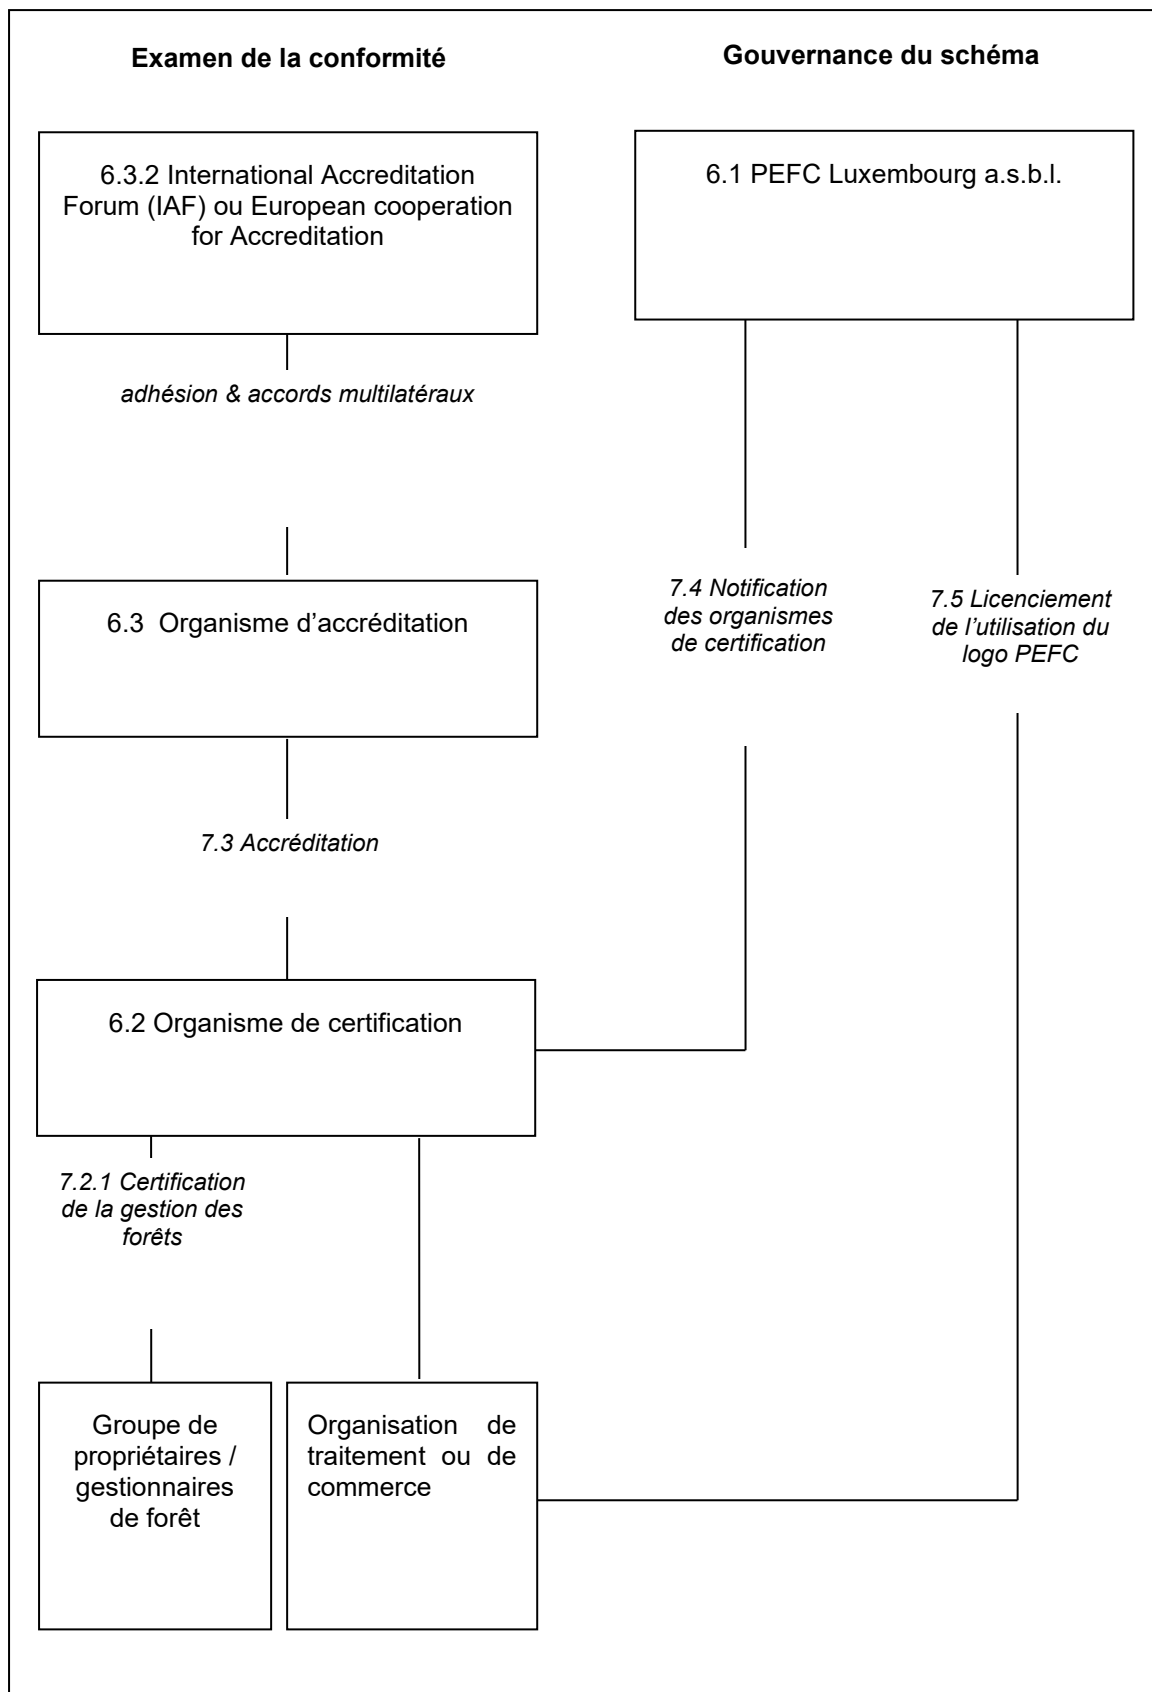 Examen de la conformité
Gouvernance du schéma
6.3.2 International Accreditation
Forum (IAF) ou European cooperation
for Accreditation
6.1 PEFC Luxembourg a.s.b.l.
adhésion & accords multilatéraux
6.3  Organisme d’accréditation
7.4 Notification
des organismes
de certification
7.5 Licenciement
de l’utilisation du
logo PEFC
7.3 Accréditation
6.2 Organisme de certification
7.2.1 Certification
de la gestion des
forêts
Groupe de
propriétaires /
gestionnaires
de forêt
Organisation de
traitement ou de
commerce